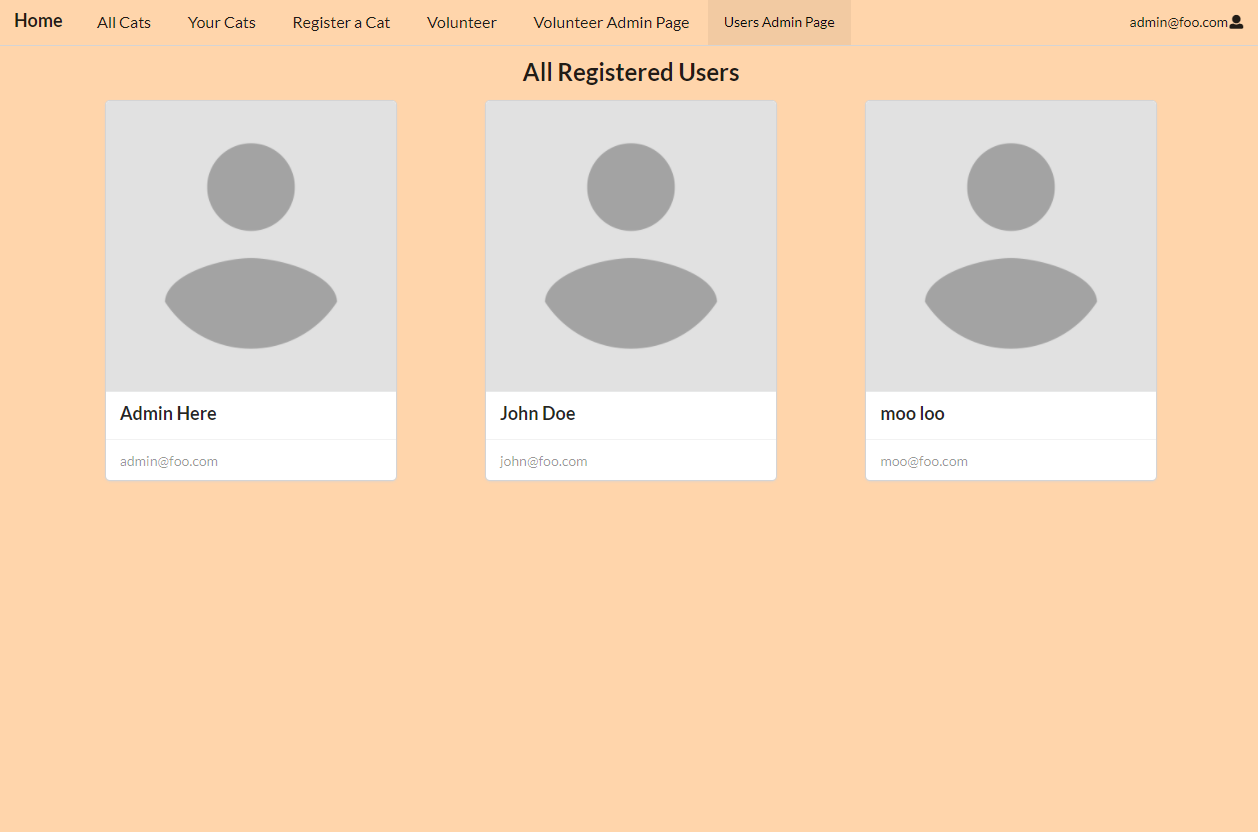 Home All Cats Your Cats Register a Cat Volunteer Volunteer Admin Page Users Admin Page admin@foo.com
All Registered Users
Admin Here John Doe moo loo
admin@foo.com john@foo.com moo@foo.com